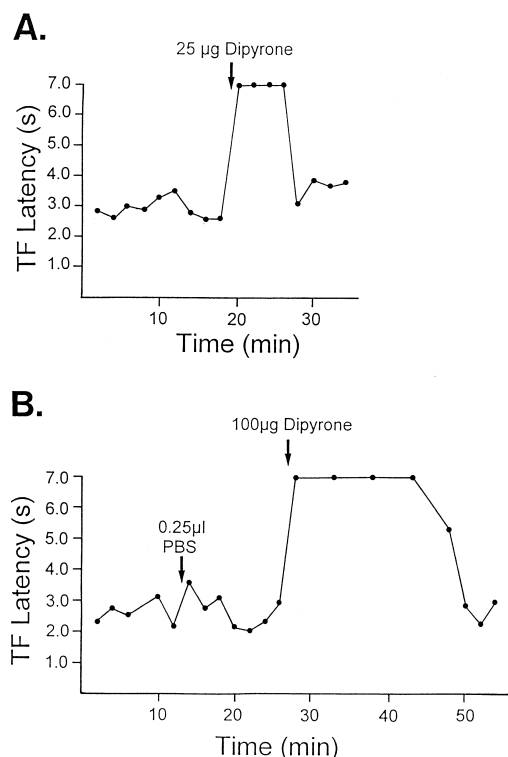 A.
25 µg Dipyrone
7.0
6.0
5.0
4.0
3.0
2.0
1.0
TF Latency (s)
10 20 30
Time (min)
B.
100µg Dipyrone
7.0
6.0
5.0
4.0
3.0
2.0
1.0
TF Latency (s)
0.25µl
PBS
10 20 30 40 50
Time (min)